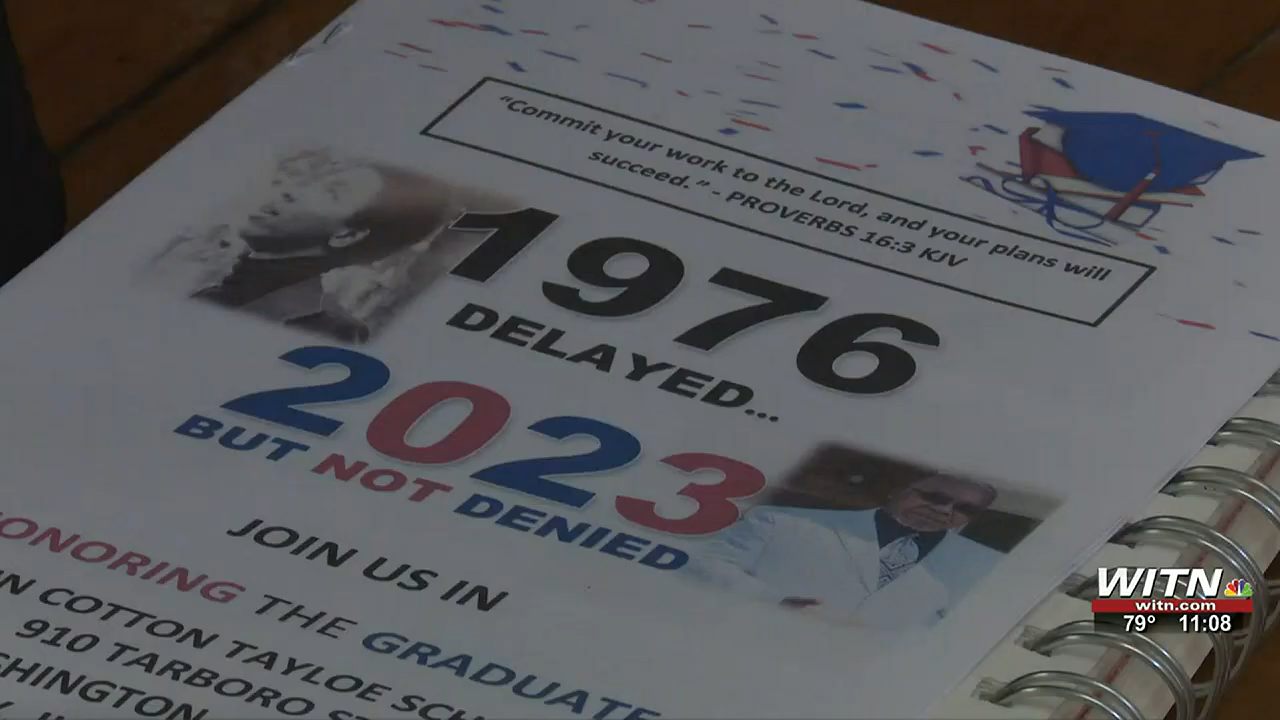 "Commit your work to the Lord, and your plans will
succeed." - PROVERBS 16:3 KJV
1976
DELAYED...
2023
BUT NOT DENIED
JOIN US IN
ONORING THE GRADUATE
N COTTON TAYLOE SCH
910 TARBORO ST
SHINGTON
WITN
witn.com
79° 11:08